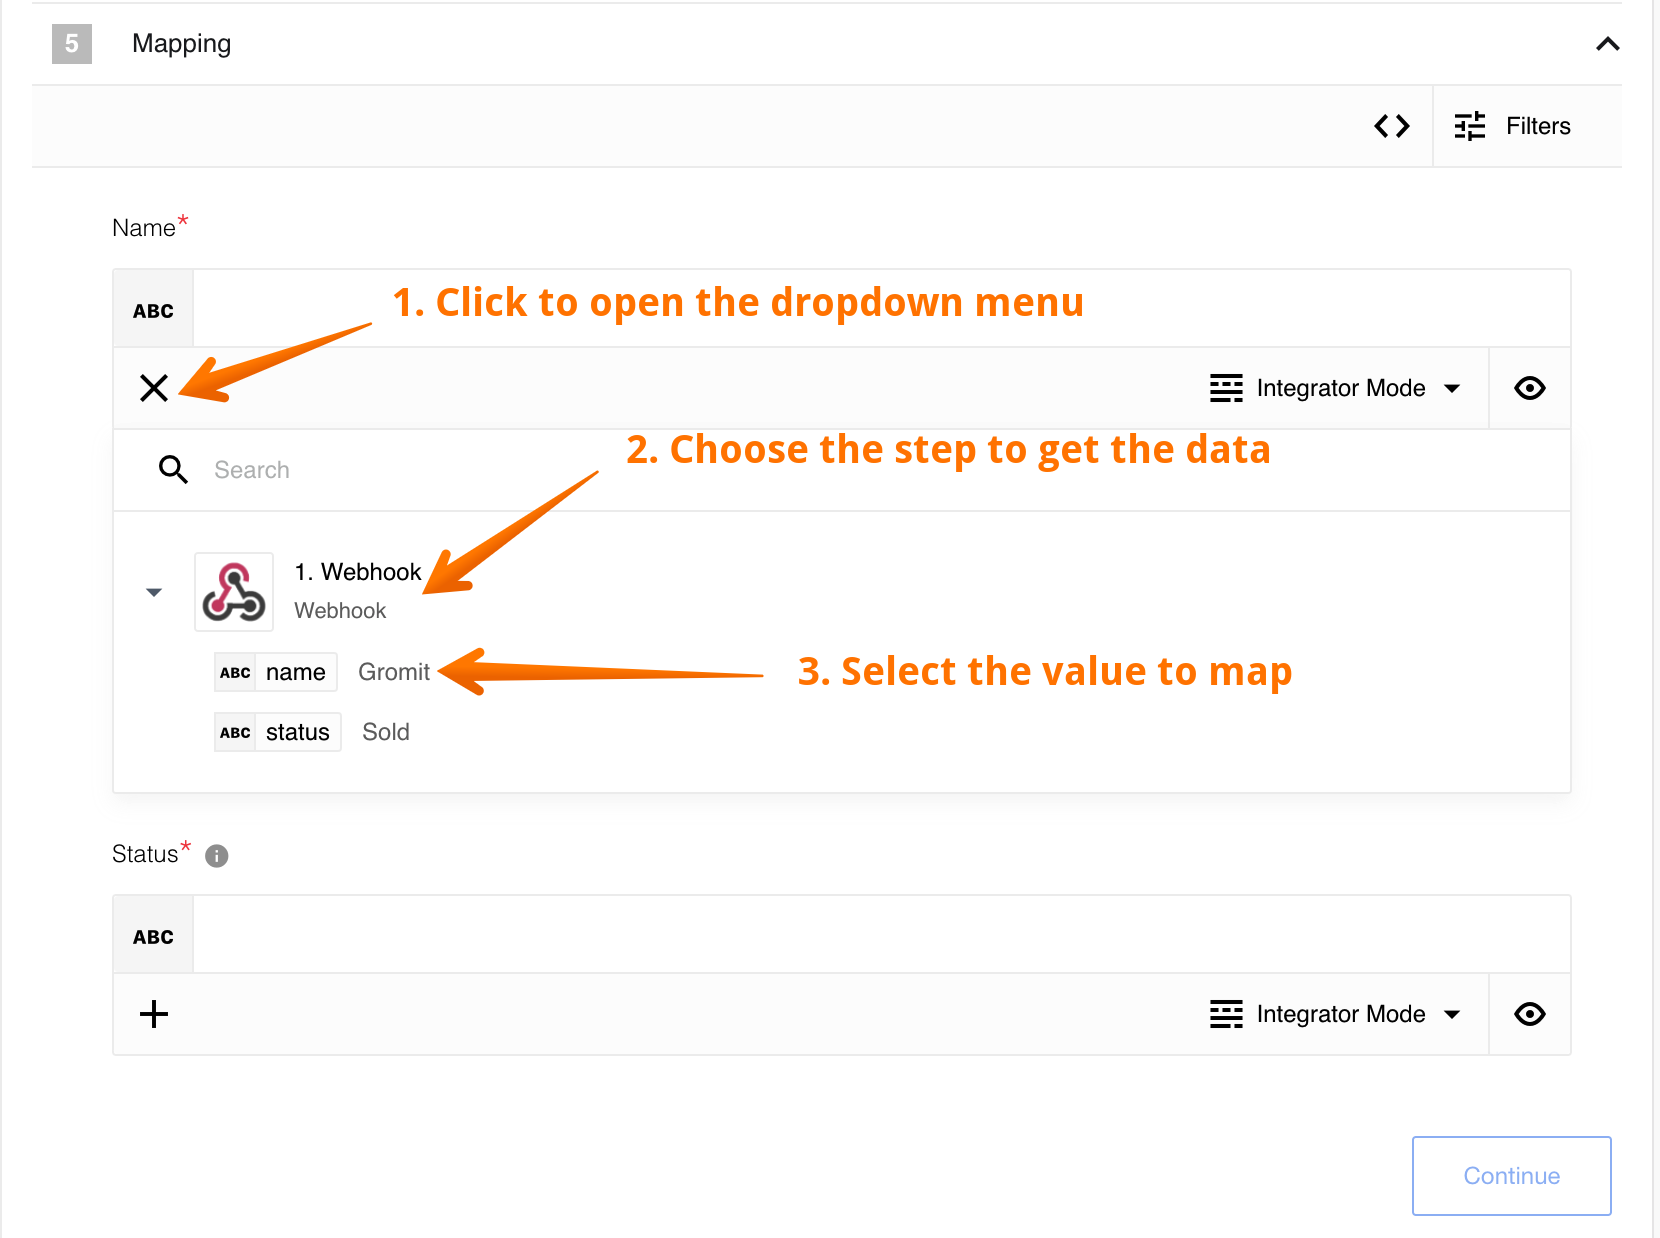 5 Mapping
Filters
Name*
ABC
1. Click to open the dropdown menu
Integrator Mode
2. Choose the step to get the data
Search
1. Webhook
Webhook
ABC name Gromit
3. Select the value to map
ABC status Sold
Status*
ABC
Integrator Mode
Continue